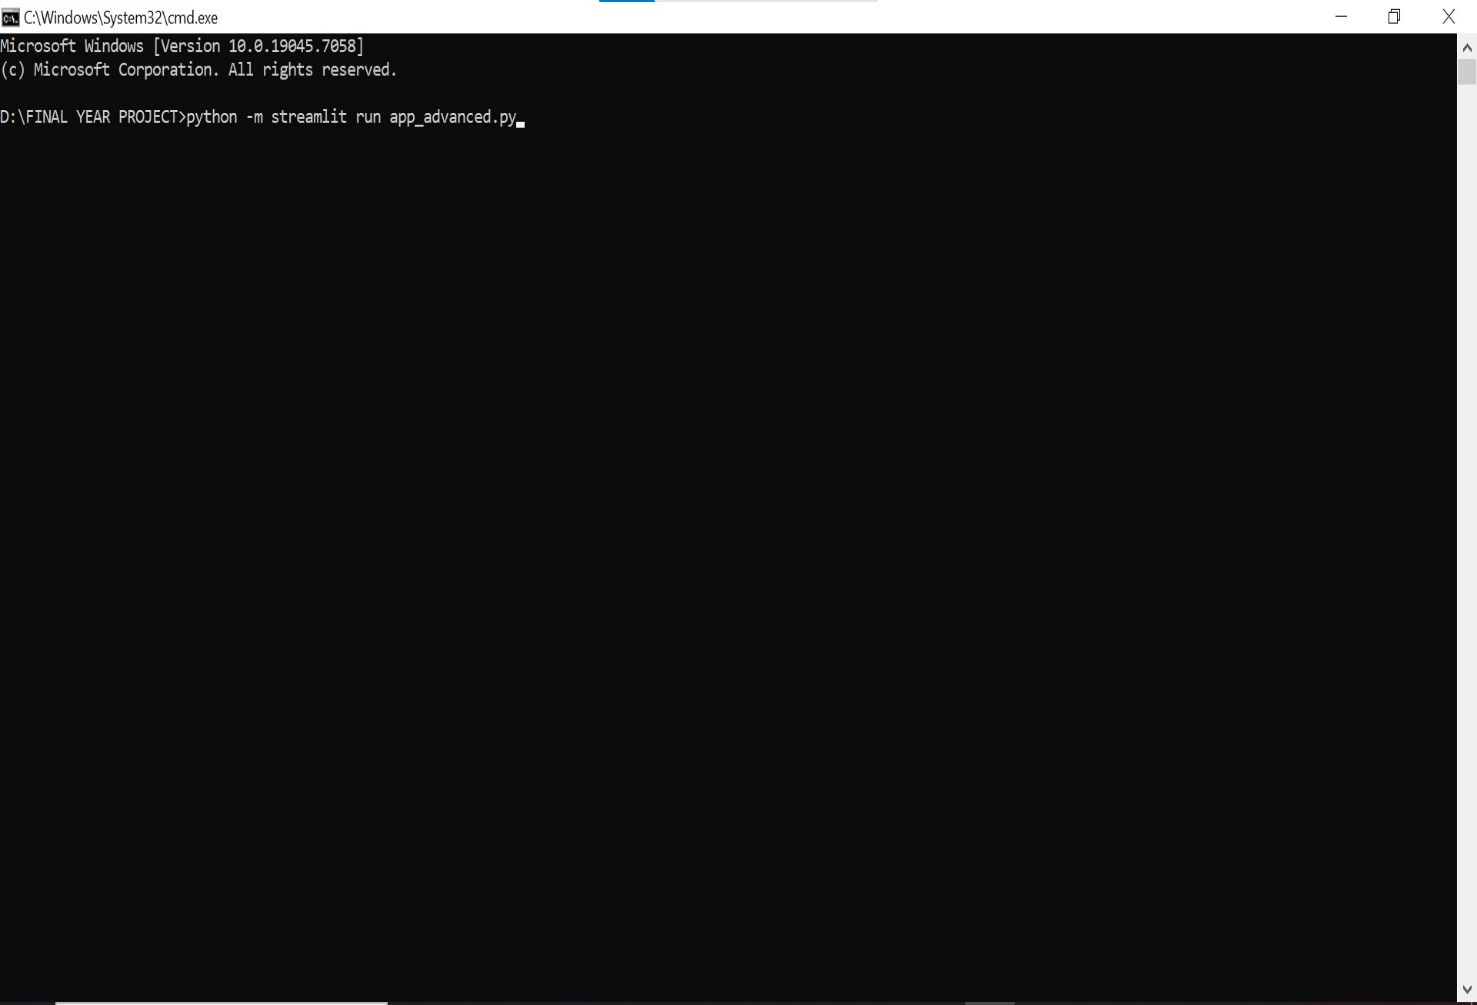 C:\Windows\System32\cmd.exe
Microsoft Windows [Version 10.0.19045.7058]
(c) Microsoft Corporation. All rights reserved.
D:\FINAL YEAR PROJECT>python -m streamlit run app_advanced.py